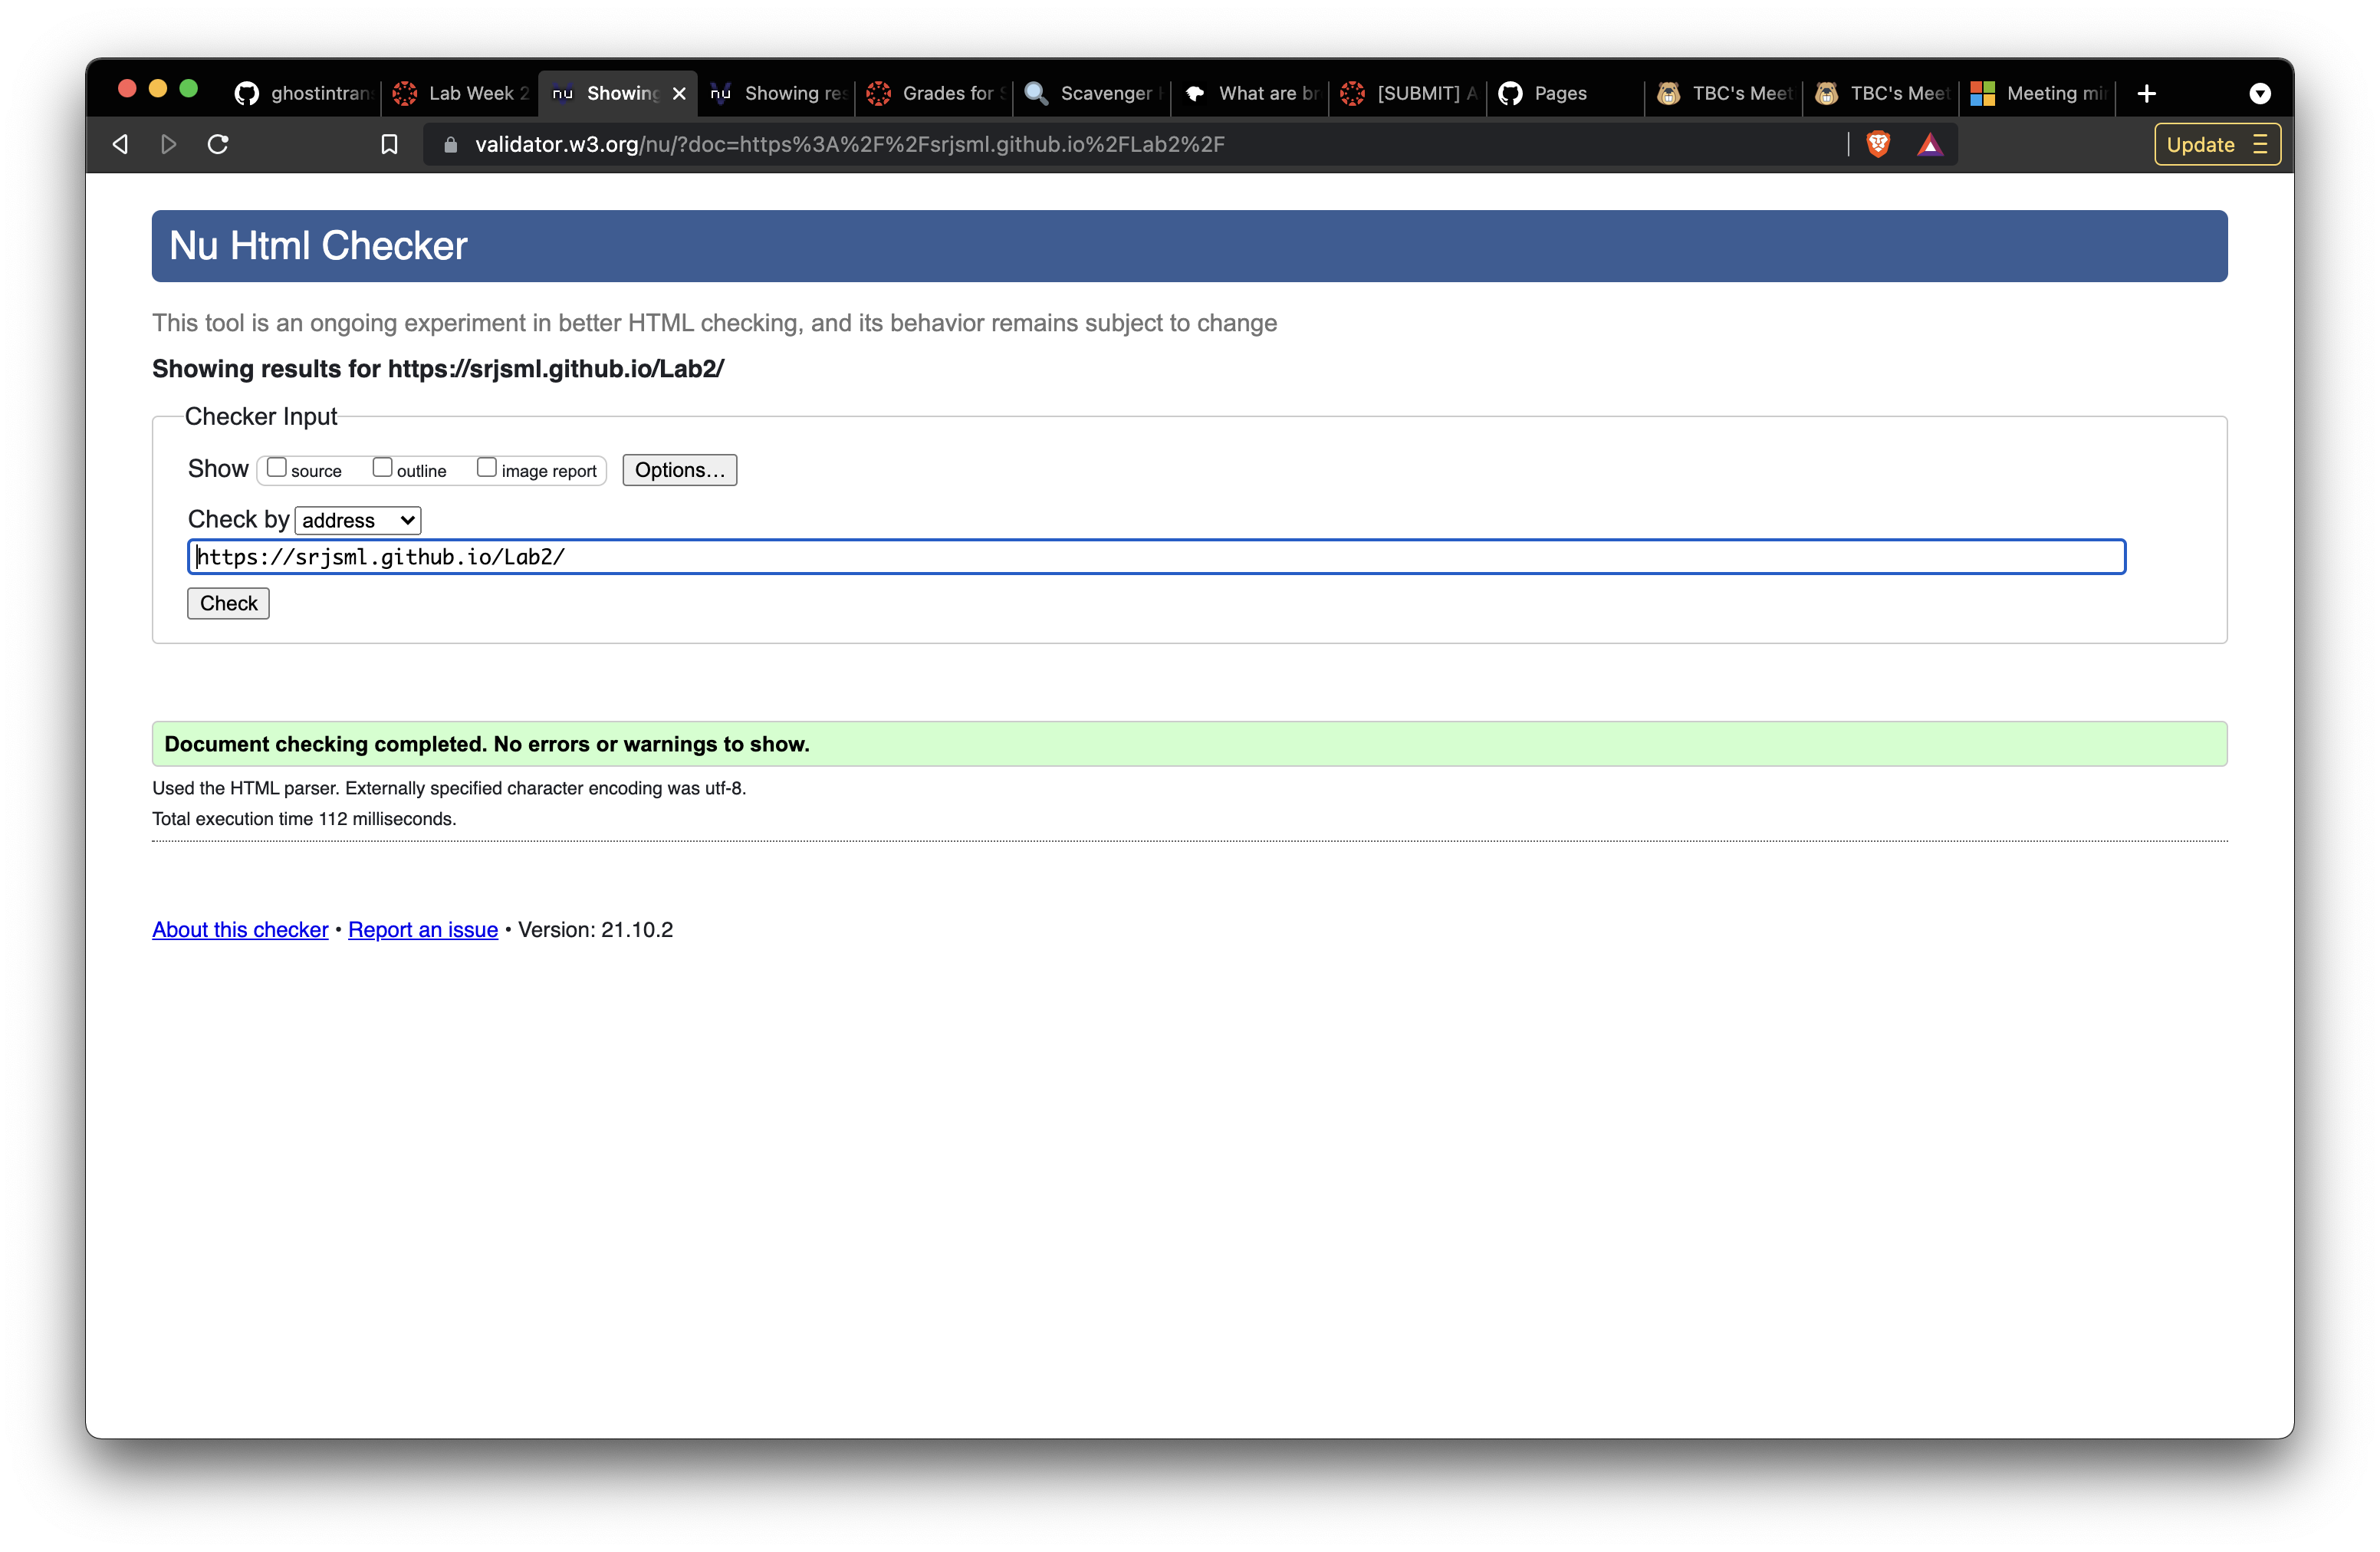 ghostintran
Lab Week 2
Showing
Showing res
Grades for S
Scavenger H
What are br
[SUBMIT] A
Pages
TBC's Meet
TBC's Meet
Meeting min
validator.w3.org/nu/?doc=https%3A%2F%2Fsrjsml.github.io%2FLab2%2F
Update
Nu Html Checker
This tool is an ongoing experiment in better HTML checking, and its behavior remains subject to change
Showing results for https://srjsml.github.io/Lab2/
Checker Input
Show source outline image report Options...
Check by address
https://srjsml.github.io/Lab2/
Check
Document checking completed. No errors or warnings to show.
Used the HTML parser. Externally specified character encoding was utf-8.
Total execution time 112 milliseconds.
About this checker • Report an issue • Version: 21.10.2